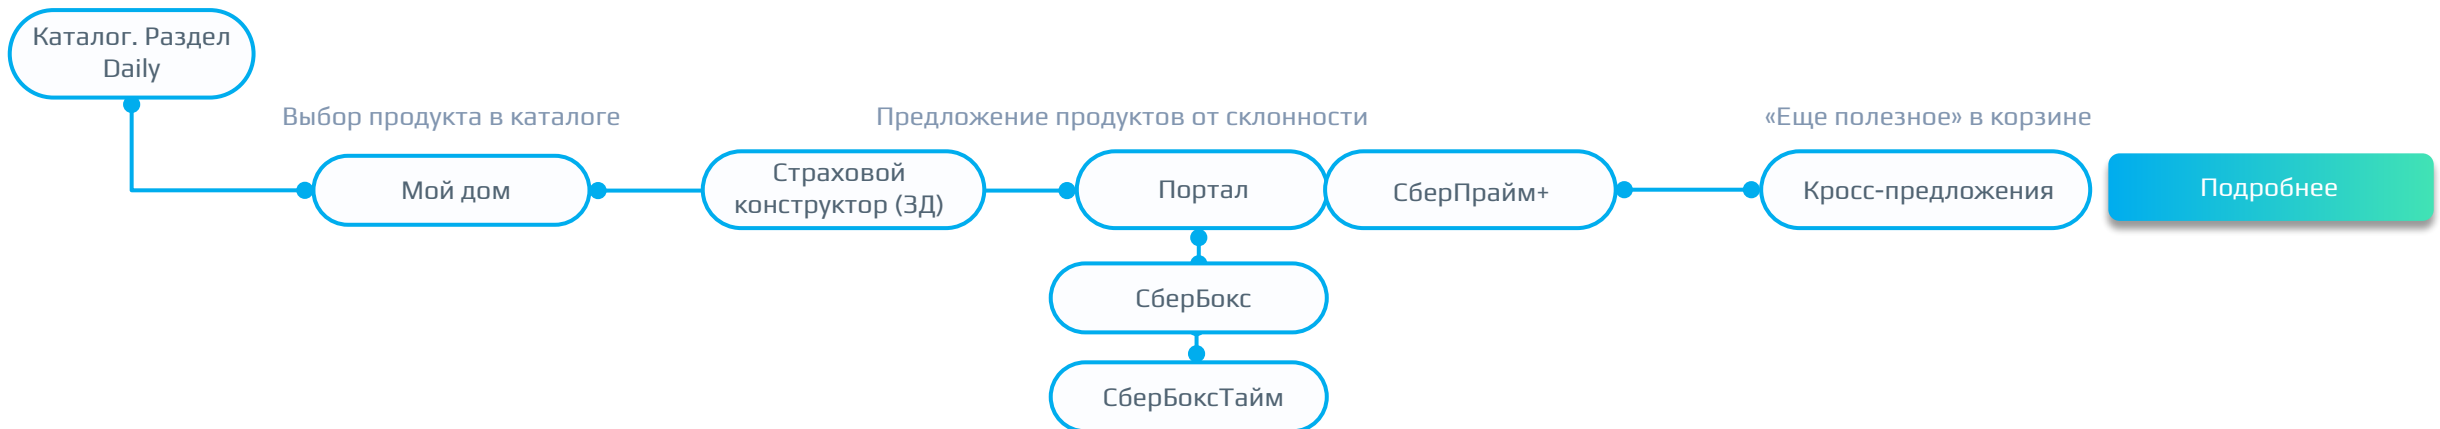 Каталог. Раздел
Daily
Выбор продукта в каталоге
Предложение продуктов от склонности
«Еще полезное» в корзине
Мой дом
Страховой
конструктор (ЗД)
Портал
СберПрайм+
Кросс-предложения
Подробнее
СберБокс
СберБоксТайм